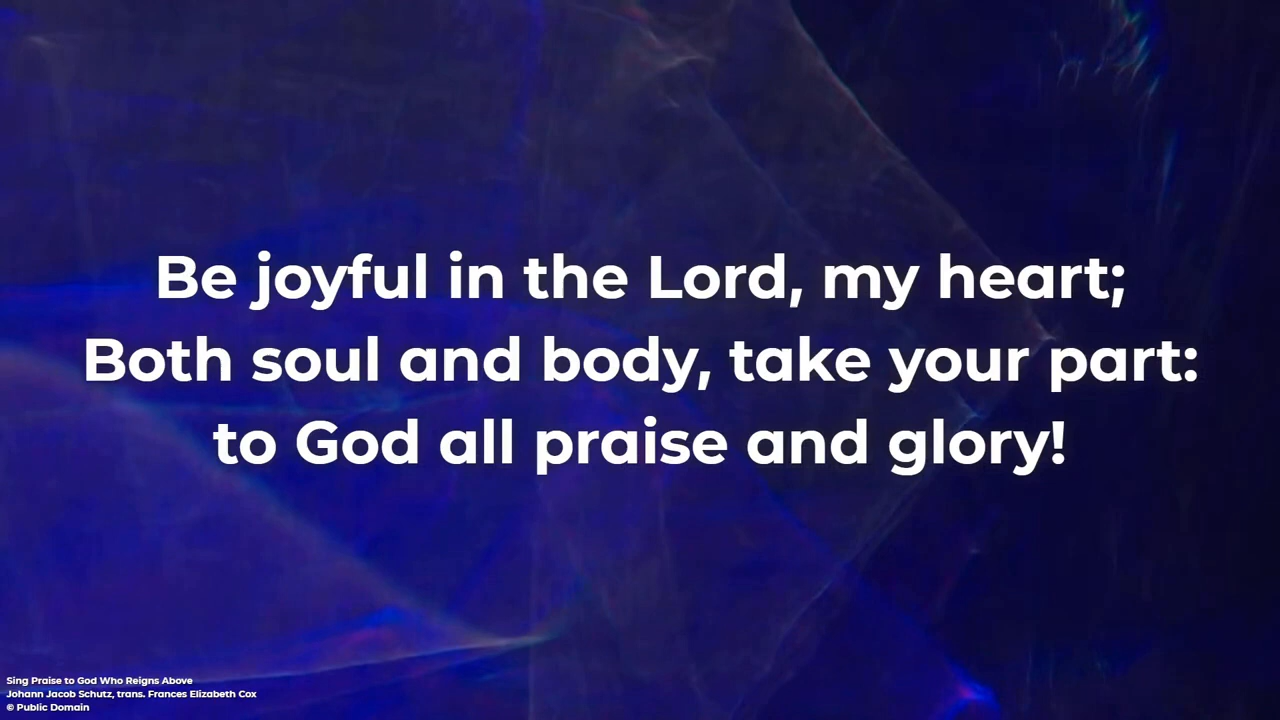 Be joyful in the Lord, my heart;
Both soul and body, take your part:
to God all praise and glory!
Sing Praise to God Who Reigns Above
Johann Jacob Schutz, trans. Frances Elizabeth Cox
© Public Domain